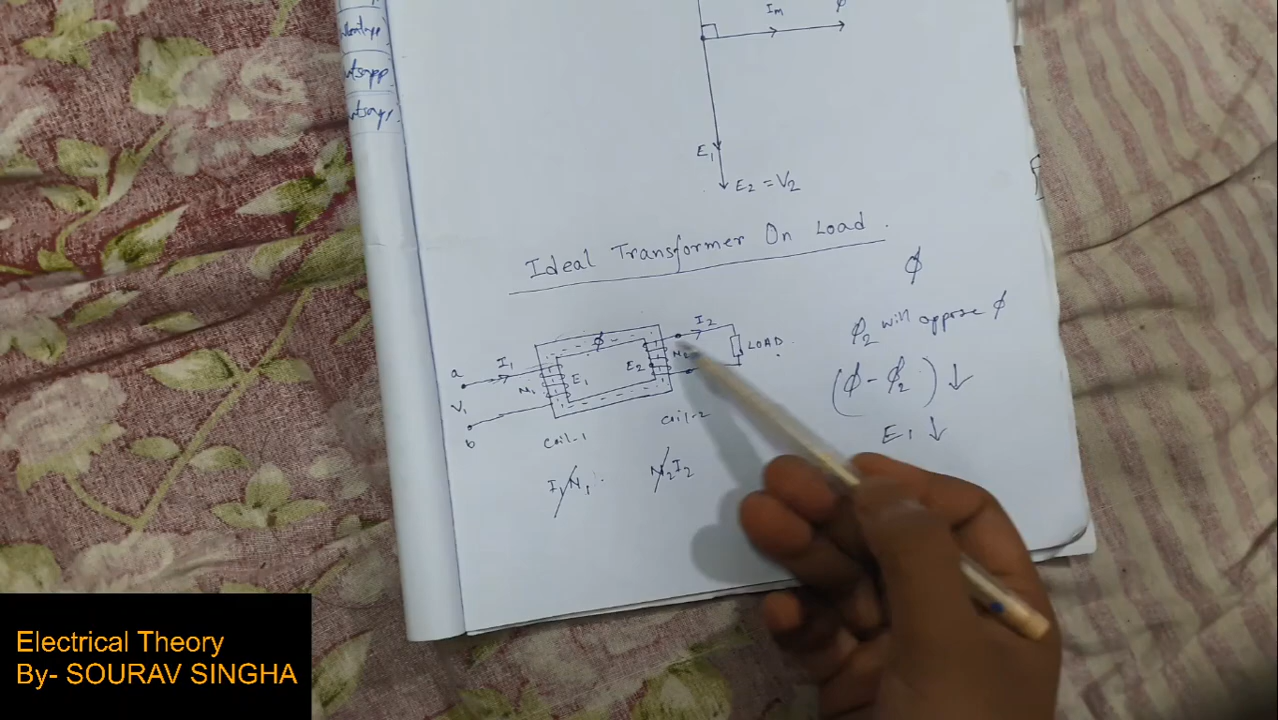 Im
φ
E1
E2 = V2
Ideal Transformer On Load.
φ
φ2 will oppose φ
(φ - φ2) ↓
E1 ↓
I2
φ
I1
a
N1
E1
E2
N2
LOAD
V1
b
coil-1
coil-2
I1N1
N2I2
Electrical Theory
By- SOURAV SINGHA